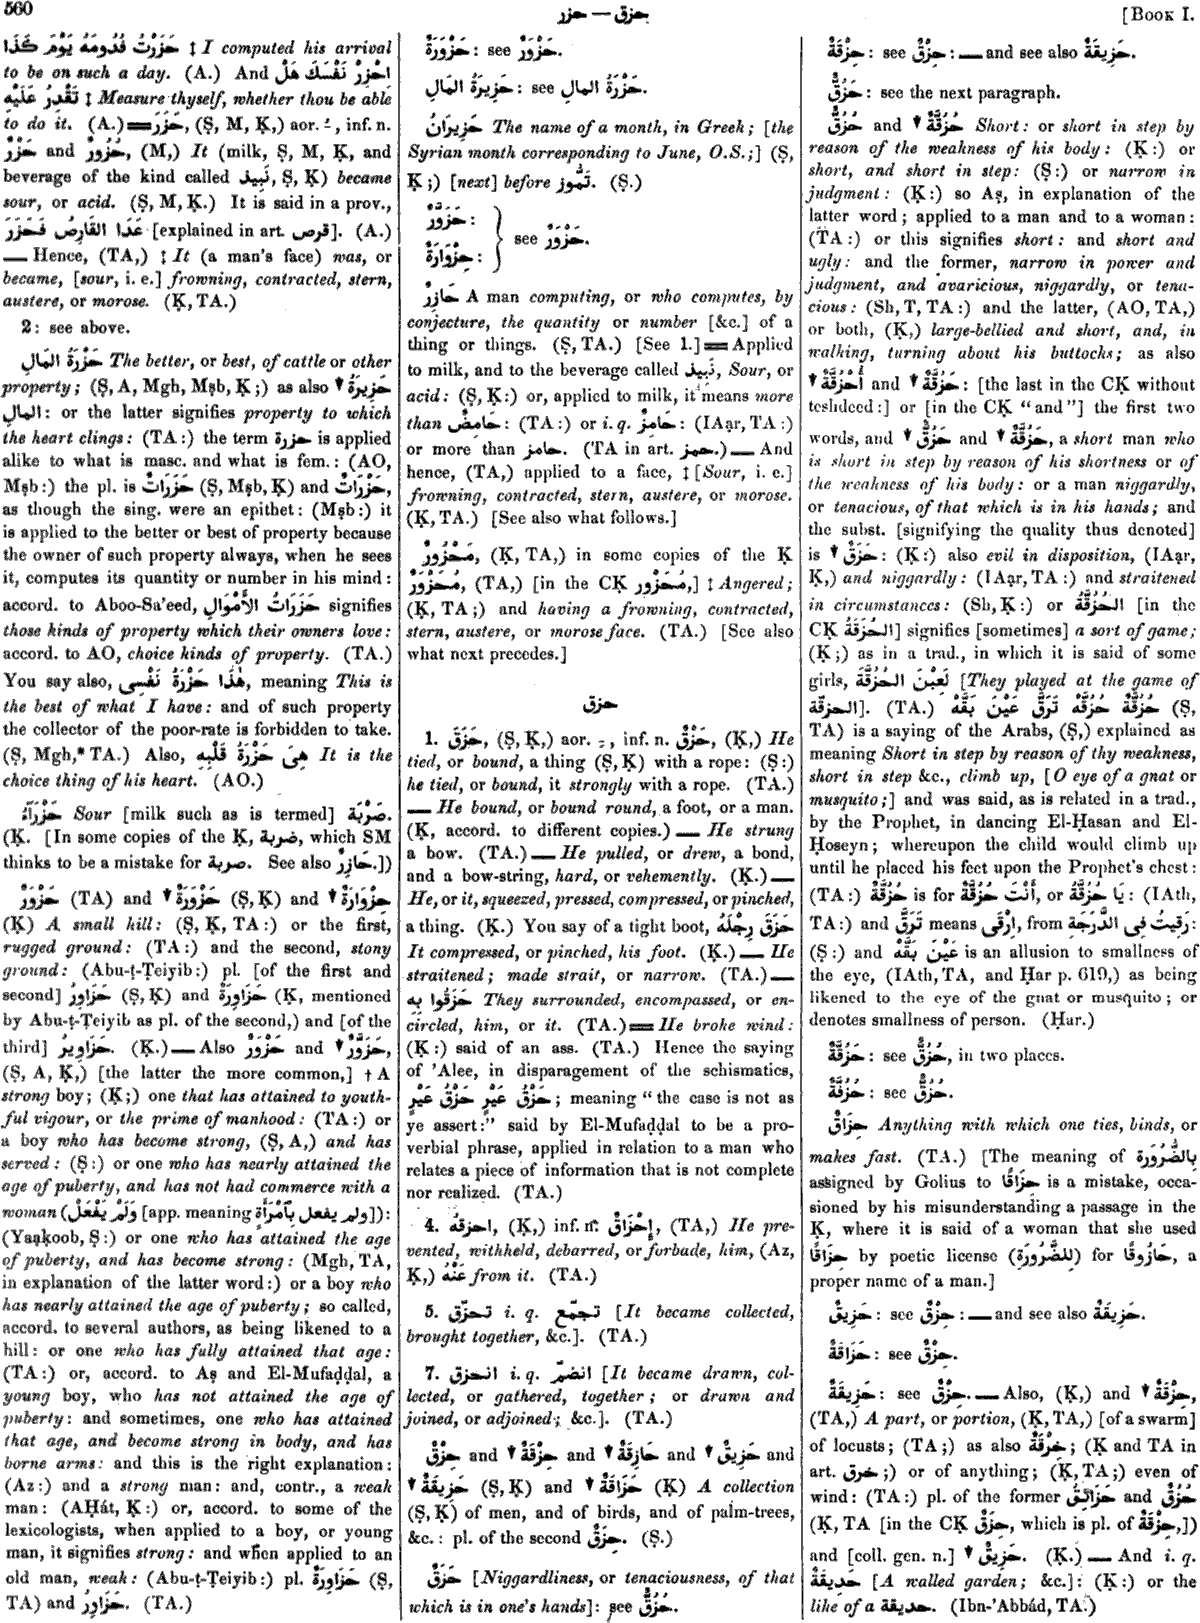 560
حزق — حزر
[BOOK I.
حَزَرْتُ قُدُومَهُ يَوْمَ كَذَا ‡ I computed his arrival
to be on such a day. (A.) And اُحْزِرْ نَفْسَكَ هَلْ
تَقْدِرُ عَلَيْهِ ‡ Measure thyself, whether thou be able
to do it. (A.)═حَزَرَ, (Ṣ, M, Ḳ,) aor. ـُ, inf. n.
حَزْرٌ and حُزُورٌ, (M,) It (milk, Ṣ, M, Ḳ, and
beverage of the kind called نَبِيذ, Ṣ, Ḳ) became
sour, or acid. (Ṣ, M, Ḳ.) It is said in a prov.,
عَدَا القَارِصُ فَحَزَرَ [explained in art. قرص]. (A.)
— Hence, (TA,) ‡ It (a man's face) was, or
became, [sour, i. e.] frowning, contracted, stern,
austere, or morose. (Ḳ, TA.)
2: see above.
حَزْرَةُ المَالِ The better, or best, of cattle or other
property; (Ṣ, A, Mgh, Mṣb, Ḳ;) as also ▼ حَزِيرَةُ
المَالِ: or the latter signifies property to which
the heart clings: (TA:) the term حزرة is applied
alike to what is masc. and what is fem.: (AO,
Mṣb:) the pl. is حَزَرَاتٌ (Ṣ, Mṣb, Ḳ) and حَزْرَاتٌ,
as though the sing. were an epithet: (Mṣb:) it
is applied to the better or best of property because
the owner of such property always, when he sees
it, computes its quantity or number in his mind:
accord. to Aboo-Sa'eed, حَزَرَاتُ الأَمْوَالِ signifies
those kinds of property which their owners love:
accord. to AO, choice kinds of property. (TA.)
You say also, هٰذَا حَزْرَةُ نَفْسِى, meaning This is
the best of what I have: and of such property
the collector of the poor-rate is forbidden to take.
(Ṣ, Mgh,* TA.) Also, هِىَ حَزْرَةُ قَلْبِهِ It is the
choice thing of his heart. (AO.)
حَزْرَآءُ Sour [milk such as is termed] صَرْبَة.
(Ḳ. [In some copies of the Ḳ, ضربة, which SM
thinks to be a mistake for صربة. See also حَازِرٌ.])
حَزْوَرٌ (TA) and ▼ حَزْوَرَةٌ (Ṣ, Ḳ) and ▼ حِزْوَارَةٌ
(Ḳ) A small hill: (Ṣ, Ḳ, TA:) or the first,
rugged ground: (TA:) and the second, stony
ground: (Abu-ṭ-Ṭeiyib:) pl. [of the first and
second] حَزَاوِرُ (Ṣ, Ḳ) and حَزَاوِرَةٌ (Ḳ, mentioned
by Abu-ṭ-Ṭeiyib as pl. of the second,) and [of the
third] حَزَاوِيرُ. (Ḳ.) — Also حَزْوَرٌ and ▼ حَزَوَّرٌ,
(Ṣ, A, Ḳ,) [the latter the more common,] † A
strong boy; (Ḳ;) one that has attained to youth-
ful vigour, or the prime of manhood: (TA:) or
a boy who has become strong, (Ṣ, A,) and has
served: (Ṣ:) or one who has nearly attained the
age of puberty, and has not had commerce with a
woman (وَلَمْ يَفْعَلْ [app. meaning ولم يفعل بِٱمْرَأَةٍ]):
(Yaạḳoob, Ṣ:) or one who has attained the age
of puberty, and has become strong: (Mgh, TA,
in explanation of the latter word:) or a boy who
has nearly attained the age of puberty; so called,
accord. to several authors, as being likened to a
hill: or one who has fully attained that age:
(TA:) or, accord. to Aṣ and El-Mufaḍḍal, a
young boy, who has not attained the age of
puberty: and sometimes, one who has attained
that age, and become strong in body, and has
borne arms: and this is the right explanation:
(Az:) and a strong man: and, contr., a weak
man: (AḤát, Ḳ:) or, accord. to some of the
lexicologists, when applied to a boy, or young
man, it signifies strong: and when applied to an
old man, weak: (Abu-ṭ-Ṭeiyib:) pl. حَزَاوِرَةٌ (Ṣ,
TA) and حَزَاوِرُ. (TA.)
حَزْوَرَةٌ: see حَزْوَرٌ.
حَزِيرَةُ المَالِ: see حَزْرَةُ المَالِ.
حَزِيرَانُ The name of a month, in Greek; [the
Syrian month corresponding to June, O.S.;] (Ṣ,
Ḳ;) [next] before تَمُّوز. (Ṣ.)
حَزَوَّرٌ:
see حَزْوَرٌ.
حِزْوَارَةٌ:
حَازِرٌ A man computing, or who computes, by
conjecture, the quantity or number [&c.] of a
thing or things. (Ṣ, TA.) [See 1.]═Applied
to milk, and to the beverage called نَبِيذ, Sour, or
acid: (Ṣ, Ḳ:) or, applied to milk, it means more
than حَامِضٌ: (TA:) or i. q. حَامِزٌ: (IAạr, TA:)
or more than حامز. (TA in art. حمز.) — And
hence, (TA,) applied to a face, ‡ [Sour, i. e.]
frowning, contracted, stern, austere, or morose.
(Ḳ, TA.) [See also what follows.]
مَحْزُورٌ, (Ḳ, TA,) in some copies of the Ḳ
مُحَزْوِرٌ, (TA,) [in the CḲ مُحَزْوَر,] ‡ Angered;
(Ḳ, TA;) and having a frowning, contracted,
stern, austere, or morose face. (TA.) [See also
what next precedes.]
حزق
1. حَزَقَ, (Ṣ, Ḳ,) aor. ـِ, inf. n. حَزْقٌ, (Ḳ,) He
tied, or bound, a thing (Ṣ, Ḳ) with a rope: (Ṣ:)
he tied, or bound, it strongly with a rope. (TA.)
— He bound, or bound round, a foot, or a man.
(Ḳ, accord. to different copies.) — He strung
a bow. (TA.) — He pulled, or drew, a bond,
and a bow-string, hard, or vehemently. (Ḳ.) —
He, or it, squeezed, pressed, compressed, or pinched,
a thing. (Ḳ.) You say of a tight boot, حَزَقَ رِجْلَهُ
It compressed, or pinched, his foot. (Ḳ.) — He
straitened; made strait, or narrow. (TA.) —
حَزَقُوا بِهِ They surrounded, encompassed, or en-
circled, him, or it. (TA.)═He broke wind:
(Ḳ:) said of an ass. (TA.) Hence the saying
of 'Alee, in disparagement of the schismatics,
حَزْقُ عَيْرٍ حَزْقُ عَيْرٍ; meaning “the case is not as
ye assert:” said by El-Mufaḍḍal to be a pro-
verbial phrase, applied in relation to a man who
relates a piece of information that is not complete
nor realized. (TA.)
4. احزقهُ, (Ḳ,) inf. n. إِحْزَاقٌ, (TA,) He pre-
vented, withheld, debarred, or forbade, him, (Az,
Ḳ,) عَنْهُ from it. (TA.)
5. تحزّق i. q. تجمّع [It became collected,
brought together, &c.]. (TA.)
7. انحزق i. q. انضمّ [It became drawn, col-
lected, or gathered, together; or drawn and
joined, or adjoined; &c.]. (TA.)
حِزْقٌ and ▼ حِزْقَةٌ and ▼ حَازِقَةٌ and ▼ حَزِيقٌ and
▼ حَزِيقَةٌ (Ṣ, Ḳ) and ▼ حَزَاقَةٌ (Ḳ) A collection
(Ṣ, Ḳ) of men, and of birds, and of palm-trees,
&c.: pl. of the second حِزَقٌ. (Ṣ.)
حَزَقٌ [Niggardliness, or tenaciousness, of that
which is in one's hands]: see حُزُقٌّ.
حِزْقَةٌ: see حِزْقٌ: — and see also حَزِيقَةٌ.
حَزُقٌّ: see the next paragraph.
حُزُقٌّ and ▼ حُزُقَّةٌ Short: or short in step by
reason of the weakness of his body: (Ḳ:) or
short, and short in step: (Ṣ:) or narrow in
judgment: (Ḳ:) so Aṣ, in explanation of the
latter word; applied to a man and to a woman:
(TA:) or this signifies short: and short and
ugly: and the former, narrow in power and
judgment, and avaricious, niggardly, or tena-
cious: (Sh, T, TA:) and the latter, (AO, TA,)
or both, (Ḳ,) large-bellied and short, and, in
walking, turning about his buttocks; as also
▼ أُحْزُقَّةٌ and ▼ حَزُقَّةٌ: [the last in the CḲ without
teshdeed:] or [in the CḲ “and”] the first two
words, and ▼ حَزُقٌّ and ▼ حَزُقَّةٌ, a short man who
is short in step by reason of his shortness or of
the weakness of his body: or a man niggardly,
or tenacious, of that which is in his hands; and
the subst. [signifying the quality thus denoted]
is ▼ حَزَقٌ: (Ḳ:) also evil in disposition, (IAạr,
Ḳ,) and niggardly: (IAạr, TA:) and straitened
in circumstances: (Sh, Ḳ:) or الحُزُقَّةُ [in the
CḲ الحُزَقَةُ] signifies [sometimes] a sort of game;
(Ḳ;) as in a trad., in which it is said of some
girls, لَعِبْنَ الحُزُقَّةَ [They played at the game of
الحزقّة]. (TA.) حُزُقَّةٌ حُزُقَّهْ تَرَقَّ عَيْنَ بَقَّهْ (Ṣ,
TA) is a saying of the Arabs, (Ṣ,) explained as
meaning Short in step by reason of thy weakness,
short in step &c., climb up, [O eye of a gnat or
musquito;] and was said, as is related in a trad.,
by the Prophet, in dancing El-Ḥasan and El-
Ḥoseyn; whereupon the child would climb up
until he placed his feet upon the Prophet's chest:
(TA:) حُزُقَّةٌ is for أَنْتَ حُزُقَّةٌ, or يَا حُزُقَّةُ: (IAth,
TA:) and تَرَقَّ means اِرْقَى, from رَقِيتُ فِى الدَّرَجَةِ:
(Ṣ:) and عَيْنَ بَقَّهْ is an allusion to smallness of
the eye, (IAth, TA, and Ḥar p. 619,) as being
likened to the eye of the gnat or musquito; or
denotes smallness of person. (Ḥar.)
حَزُقَّةٌ: see حُزُقٌّ, in two places.
حُزُقَّةٌ: see حُزُقٌّ.
حِزَاقٌ Anything with which one ties, binds, or
makes fast. (TA.) [The meaning of بِالضَّرُورَة
assigned by Golius to حِزَاقًا is a mistake, occa-
sioned by his misunderstanding a passage in the
Ḳ, where it is said of a woman that she used
حِزَاقًا by poetic license (لِلضَّرُورَة) for حَازُوقًا, a
proper name of a man.]
حَزِيقٌ: see حِزْقٌ: — and see also حَزِيقَةٌ.
حَزَاقَةٌ: see حِزْقٌ.
حَزِيقَةٌ: see حِزْقٌ. — Also, (Ḳ,) and ▼ حِزْقَةٌ,
(TA,) A part, or portion, (Ḳ, TA,) [of a swarm]
of locusts; (TA;) as also خِرْقَةٌ; (Ḳ and TA in
art. خرق;) or of anything; (Ḳ, TA;) even of
wind: (TA:) pl. of the former حَزَائِقُ and حُزُقٌ
(Ḳ, TA [in the CḲ حِزَقٌ, which is pl. of حِزْقَةٌ,])
and [coll. gen. n.] ▼ حَزِيقٌ. (Ḳ.) — And i. q.
حَدِيقَةٌ [A walled garden; &c.]: (Ḳ:) or the
like of a حديقة. (Ibn-'Abbád, TA.)